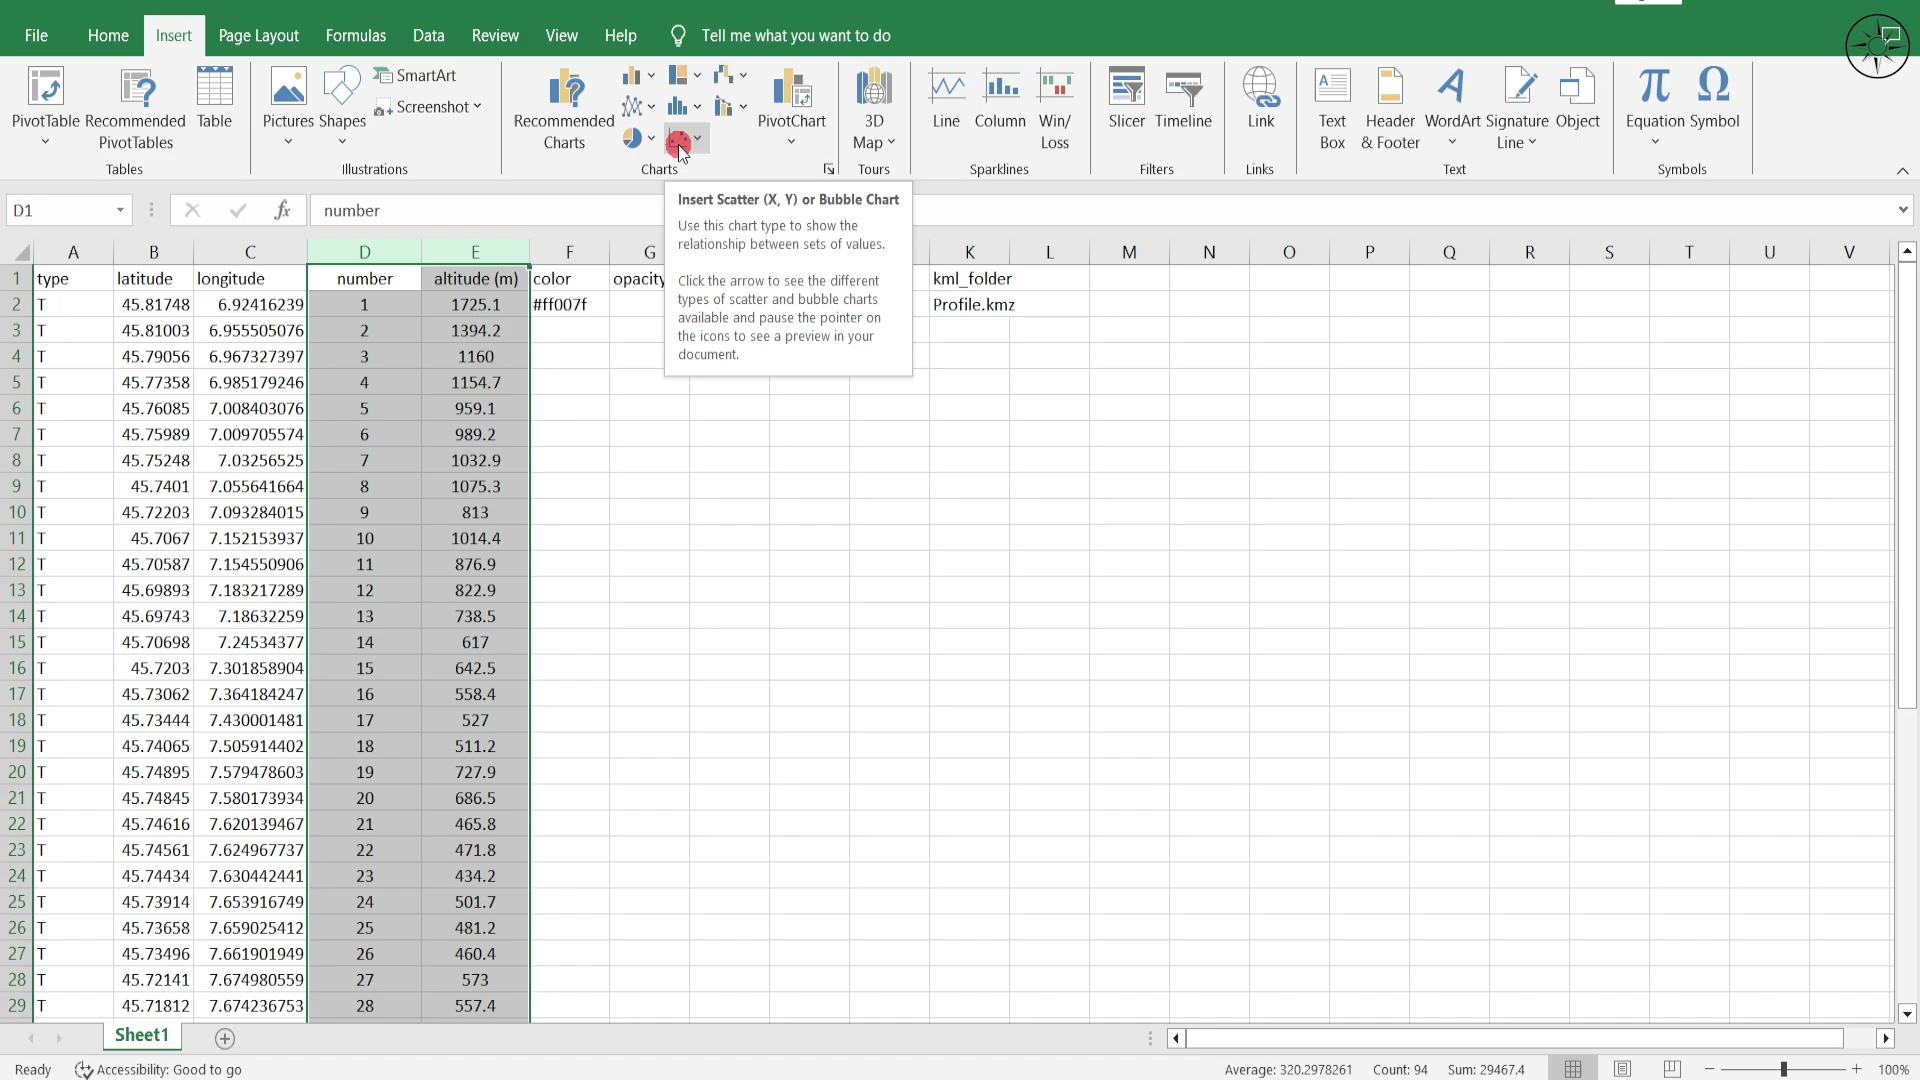 File Home Insert Page Layout Formulas Data Review View Help Tell me what you want to do
PivotTable Recommended PivotTables Table
Tables
Pictures Shapes SmartArt Screenshot
Illustrations
Recommended Charts PivotChart
Charts
3D Map
Tours
Line Column Win/ Loss
Sparklines
Slicer Timeline
Filters
Link
Links
Text Box Header & Footer WordArt Signature Line Object
Text
Equation Symbol
Symbols
D1 fx number
Insert Scatter (X, Y) or Bubble Chart
Use this chart type to show the
relationship between sets of values.
Click the arrow to see the different
types of scatter and bubble charts
available and pause the pointer on
the icons to see a preview in your
document.
A B C D E F G K L M N O P Q R S T U V
1 type latitude longitude number altitude (m) color opacity kml_folder
2 T 45.81748 6.92416239 1 1725.1 #ff007f Profile.kmz
3 T 45.81003 6.955505076 2 1394.2
4 T 45.79056 6.967327397 3 1160
5 T 45.77358 6.985179246 4 1154.7
6 T 45.76085 7.008403076 5 959.1
7 T 45.75989 7.009705574 6 989.2
8 T 45.75248 7.03256525 7 1032.9
9 T 45.7401 7.055641664 8 1075.3
10 T 45.72203 7.093284015 9 813
11 T 45.7067 7.152153937 10 1014.4
12 T 45.70587 7.154550906 11 876.9
13 T 45.69893 7.183217289 12 822.9
14 T 45.69743 7.18632259 13 738.5
15 T 45.70698 7.24534377 14 617
16 T 45.7203 7.301858904 15 642.5
17 T 45.73062 7.364184247 16 558.4
18 T 45.73444 7.430001481 17 527
19 T 45.74065 7.505914402 18 511.2
20 T 45.74895 7.579478603 19 727.9
21 T 45.74845 7.580173934 20 686.5
22 T 45.74616 7.620139467 21 465.8
23 T 45.74561 7.624967737 22 471.8
24 T 45.74434 7.630442441 23 434.2
25 T 45.73914 7.653916749 24 501.7
26 T 45.73658 7.659025412 25 481.2
27 T 45.73496 7.661901949 26 460.4
28 T 45.72141 7.674980559 27 573
29 T 45.71812 7.674236753 28 557.4
Sheet1
Ready Accessibility: Good to go Average: 320.2978261 Count: 94 Sum: 29467.4 100%